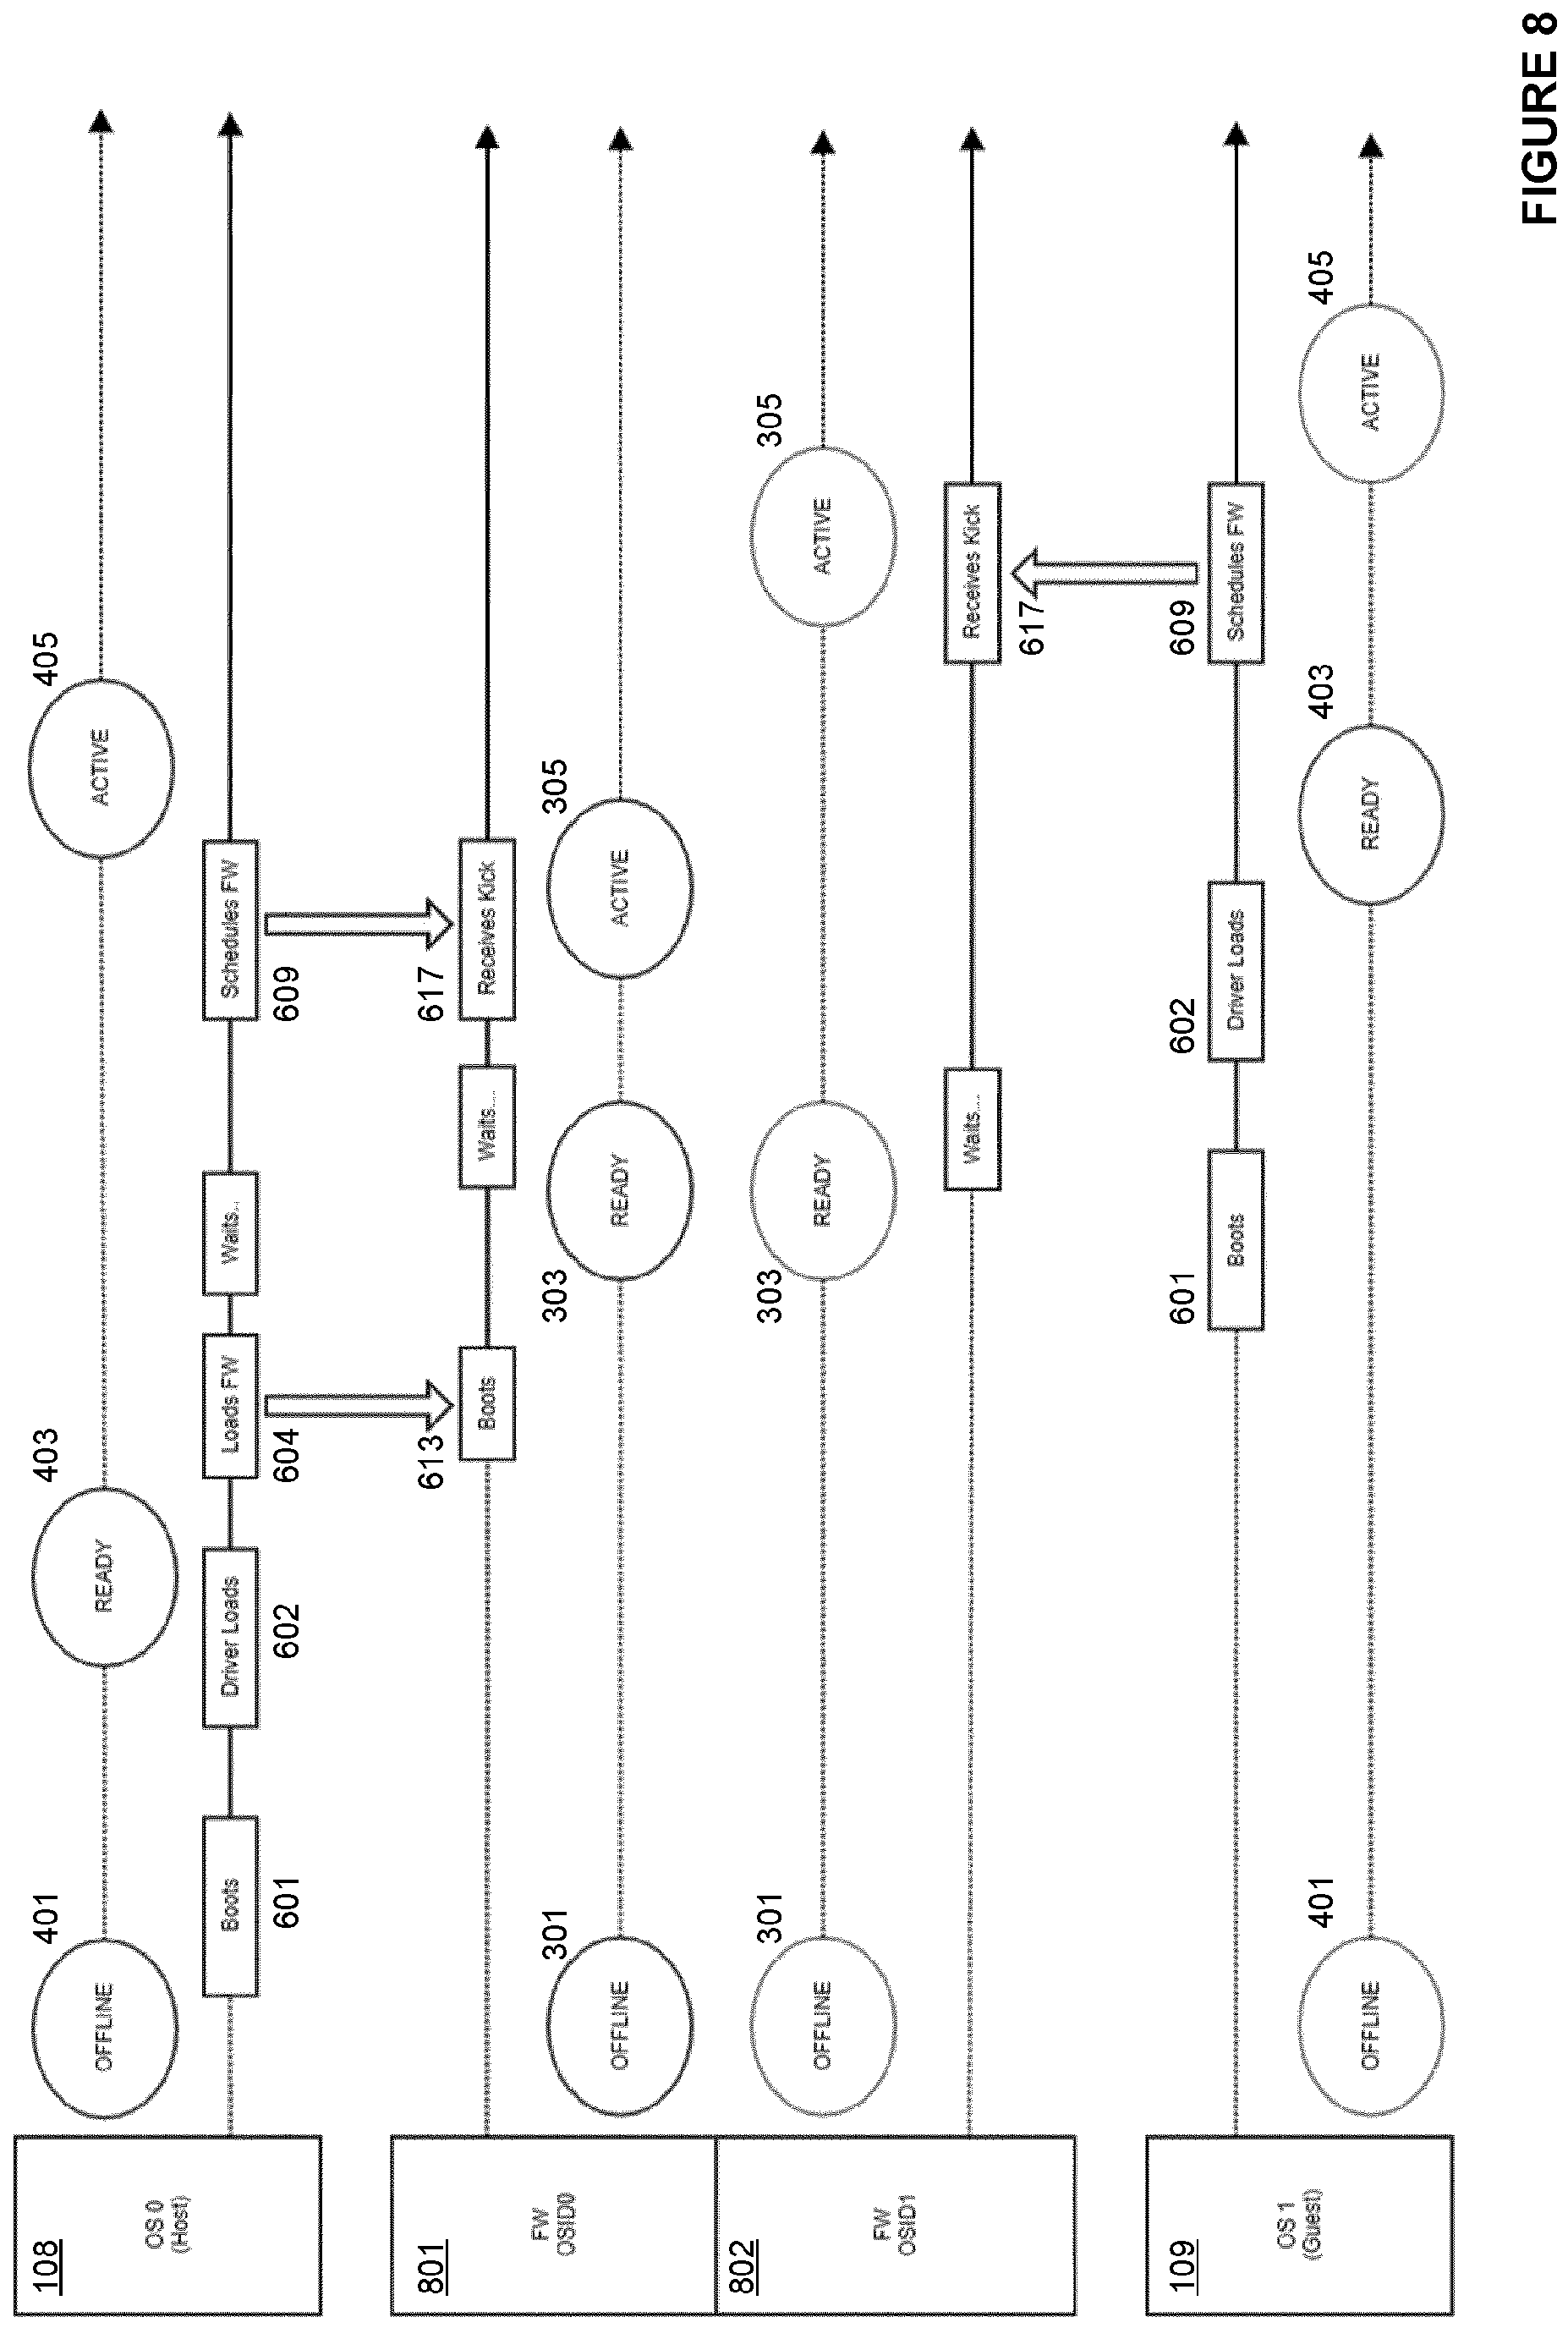 108
OS 0
(Host)
OFFLINE
401
READY
403
ACTIVE
405
Boots
601
Driver Loads
602
Loads FW
604
Waits...
Schedules FW
609
801
FW
OSID0
613
Boots
Waits....
617
Receives Kick
OFFLINE
301
303
READY
ACTIVE
305
802
FW
OSID1
OFFLINE
301
303
READY
ACTIVE
305
Waits....
Receives Kick
617
109
OS 1
(Guest)
601
Boots
602
Driver Loads
609
Schedules FW
OFFLINE
401
READY
403
ACTIVE
405
FIGURE 8